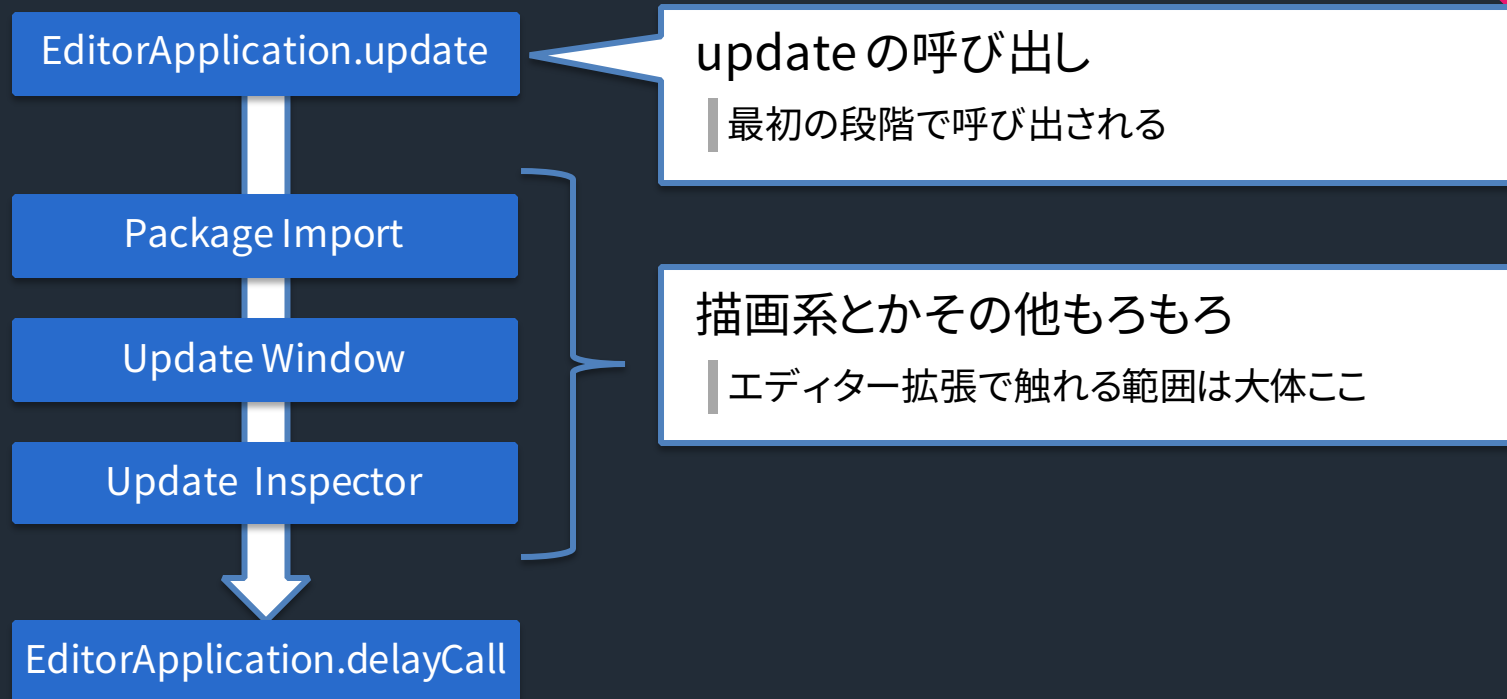 EditorApplication.update
updateの呼び出し
最初の段階で呼び出される
Package Import
Update Window
Update Inspector
描画系とかその他もろもろ
エディター拡張で触れる範囲は大体ここ
EditorApplication.delayCall